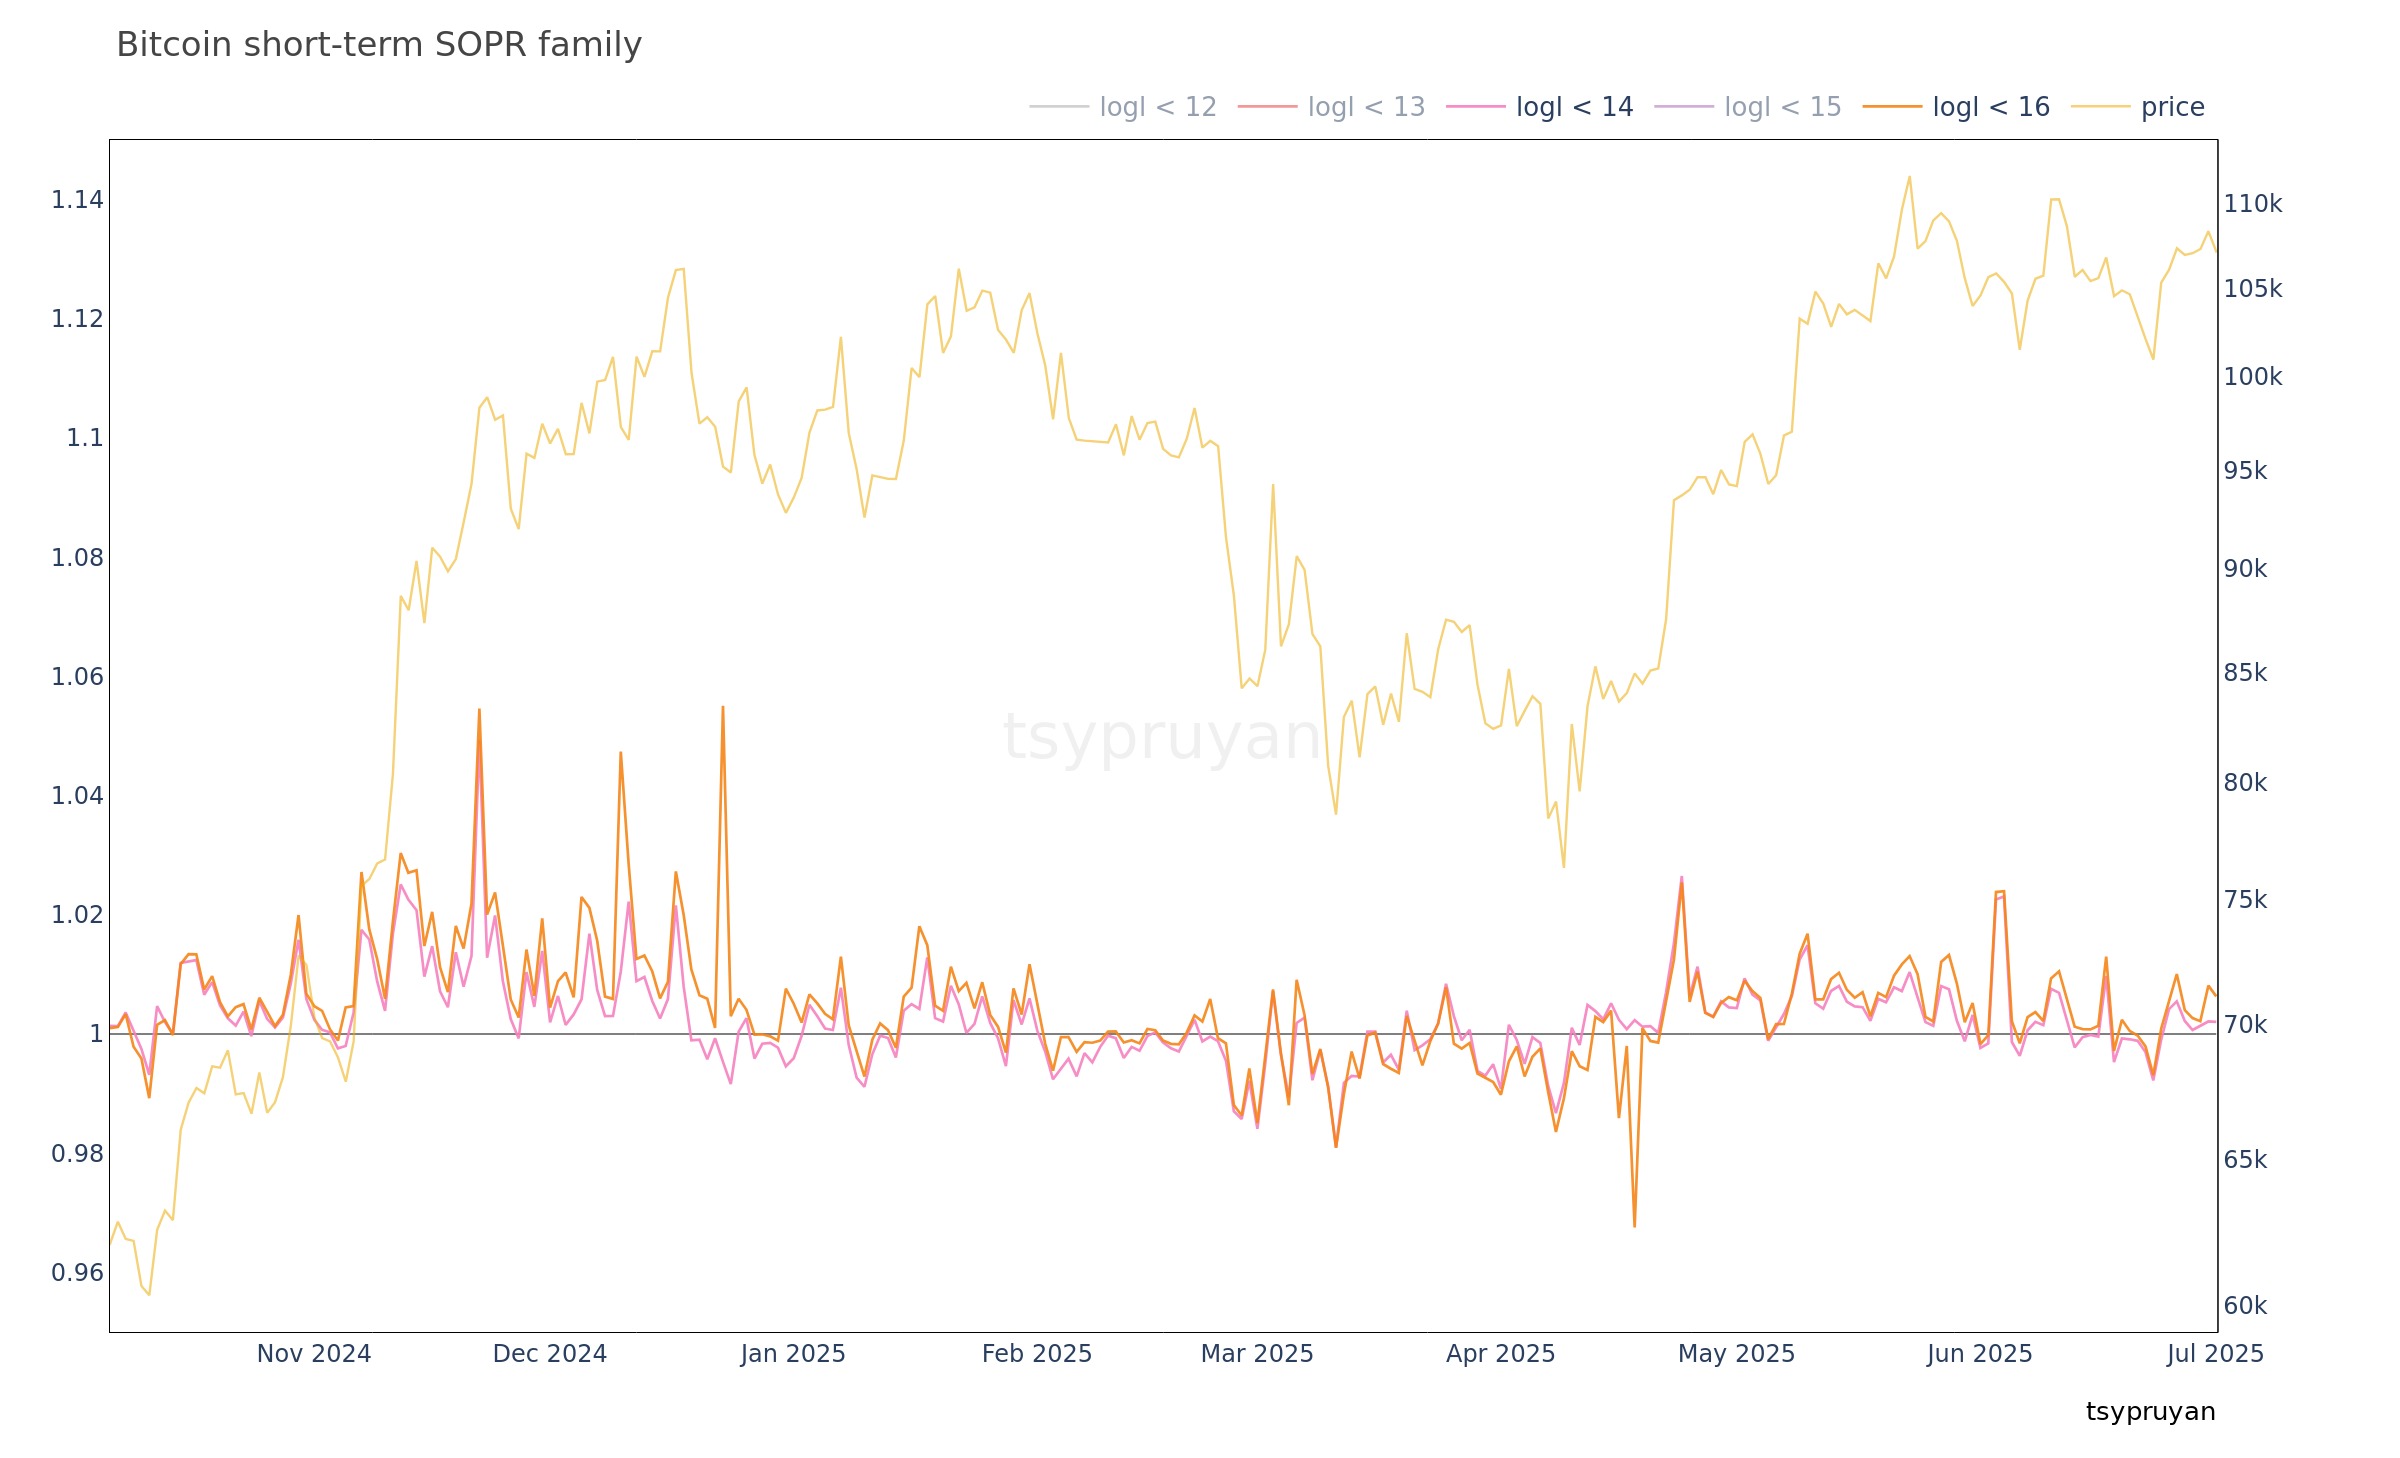 Bitcoin short-term SOPR family
logl < 12 logl < 13 logl < 14 logl < 15 logl < 16 price
1.14 110k
105k
1.12
100k
1.1
95k
1.08 90k
1.06 85k
tsypruyan
1.04 80k
1.02 75k
1 70k
0.98 65k
0.96
60k
Nov 2024 Dec 2024 Jan 2025 Feb 2025 Mar 2025 Apr 2025 May 2025 Jun 2025 Jul 2025
tsypruyan